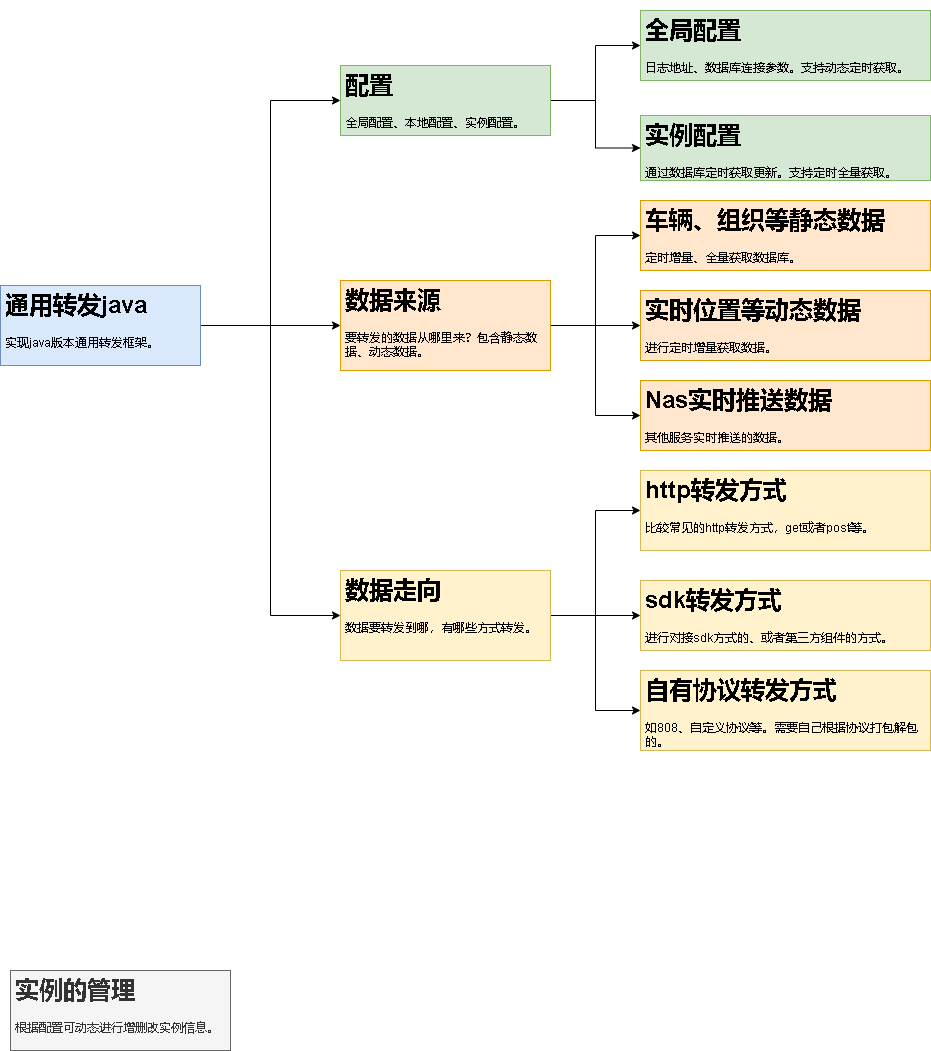 通用转发java
实现java版本通用转发框架。
配置
全局配置、本地配置、实例配置。
全局配置
日志地址、数据库连接参数。支持动态定时获取。
实例配置
通过数据库定时获取更新。支持定时全量获取。
数据来源
要转发的数据从哪里来？包含静态数
据、动态数据。
车辆、组织等静态数据
定时增量、全量获取数据库。
实时位置等动态数据
进行定时增量获取数据。
Nas实时推送数据
其他服务实时推送的数据。
数据走向
数据要转发到哪，有哪些方式转发。
http转发方式
比较常见的http转发方式，get或者post等。
sdk转发方式
进行对接sdk方式的、或者第三方组件的方式。
自有协议转发方式
如808、自定义协议等。需要自己根据协议打包解包
的。
实例的管理
根据配置可动态进行增删改实例信息。